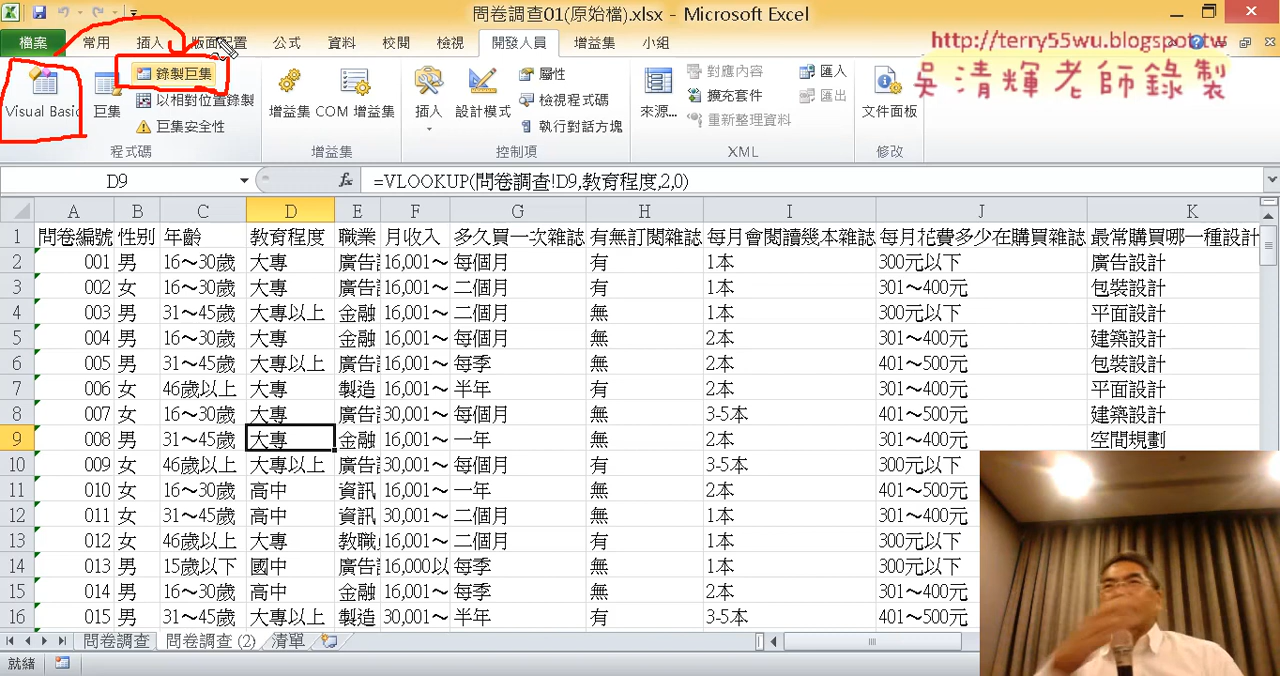 問卷調查01(原始檔).xlsx - Microsoft Excel
檔案 常用 插入 版面配置 公式 資料 校閱 檢視 開發人員 增益集 小組
http://terry55wu.blogspot.tw
吳清輝老師錄製
Visual Basic 巨集 錄製巨集 以相對位置錄製 巨集安全性
增益集 COM 增益集
插入 設計模式 屬性 檢視程式碼 執行對話方塊
來源... 對應內容 擴充套件 重新整理資料 匯入 匯出
文件面板
程式碼 增益集 控制項 XML 修改
D9 fx =VLOOKUP(問卷調查!D9,教育程度,2,0)
A B C D E F G H I J K
1 問卷編號 性別 年齡 教育程度 職業 月收入 多久買一次雜誌 有無訂閱雜誌 每月會閱讀幾本雜誌 每月花費多少在購買雜誌 最常購買哪一種設計
2 001 男 16～30歲 大專 廣告 16,001～ 每個月 有 1本 300元以下 廣告設計
3 002 女 16～30歲 大專 廣告 16,001～ 二個月 有 1本 301～400元 包裝設計
4 003 男 31～45歲 大專以上 金融 16,001～ 二個月 無 1本 300元以下 平面設計
5 004 男 16～30歲 大專 金融 16,001～ 每個月 無 2本 301～400元 建築設計
6 005 男 31～45歲 大專以上 廣告 16,001～ 每季 無 2本 401～500元 包裝設計
7 006 女 46歲以上 大專 製造 16,001～ 半年 有 2本 301～400元 平面設計
8 007 女 16～30歲 大專 廣告 30,001～ 每個月 無 3-5本 401～500元 建築設計
9 008 男 31～45歲 大專 金融 16,001～ 一年 無 2本 301～400元 空間規劃
10 009 女 46歲以上 大專以上 廣告 30,001～ 每個月 有 3-5本 300元以下
11 010 女 16～30歲 高中 資訊 16,001～ 一年 無 2本 401～500元
12 011 女 31～45歲 高中 資訊 30,001～ 二個月 無 1本 301～400元
13 012 女 46歲以上 大專 教職 16,001～ 二個月 有 1本 300元以下
14 013 男 15歲以下 國中 廣告 16,000以 每季 無 1本 300元以下
15 014 男 16～30歲 高中 金融 16,001～ 每季 無 2本 301～400元
16 015 男 31～45歲 大專以上 製造 30,001～ 半年 有 3-5本 401～500元
問卷調查 問卷調查 (2) 清單
就緒